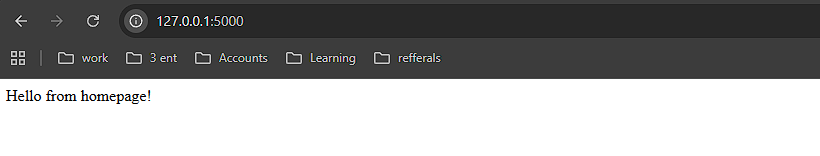 127.0.0.1:5000
work 3 ent Accounts Learning refferals
Hello from homepage!